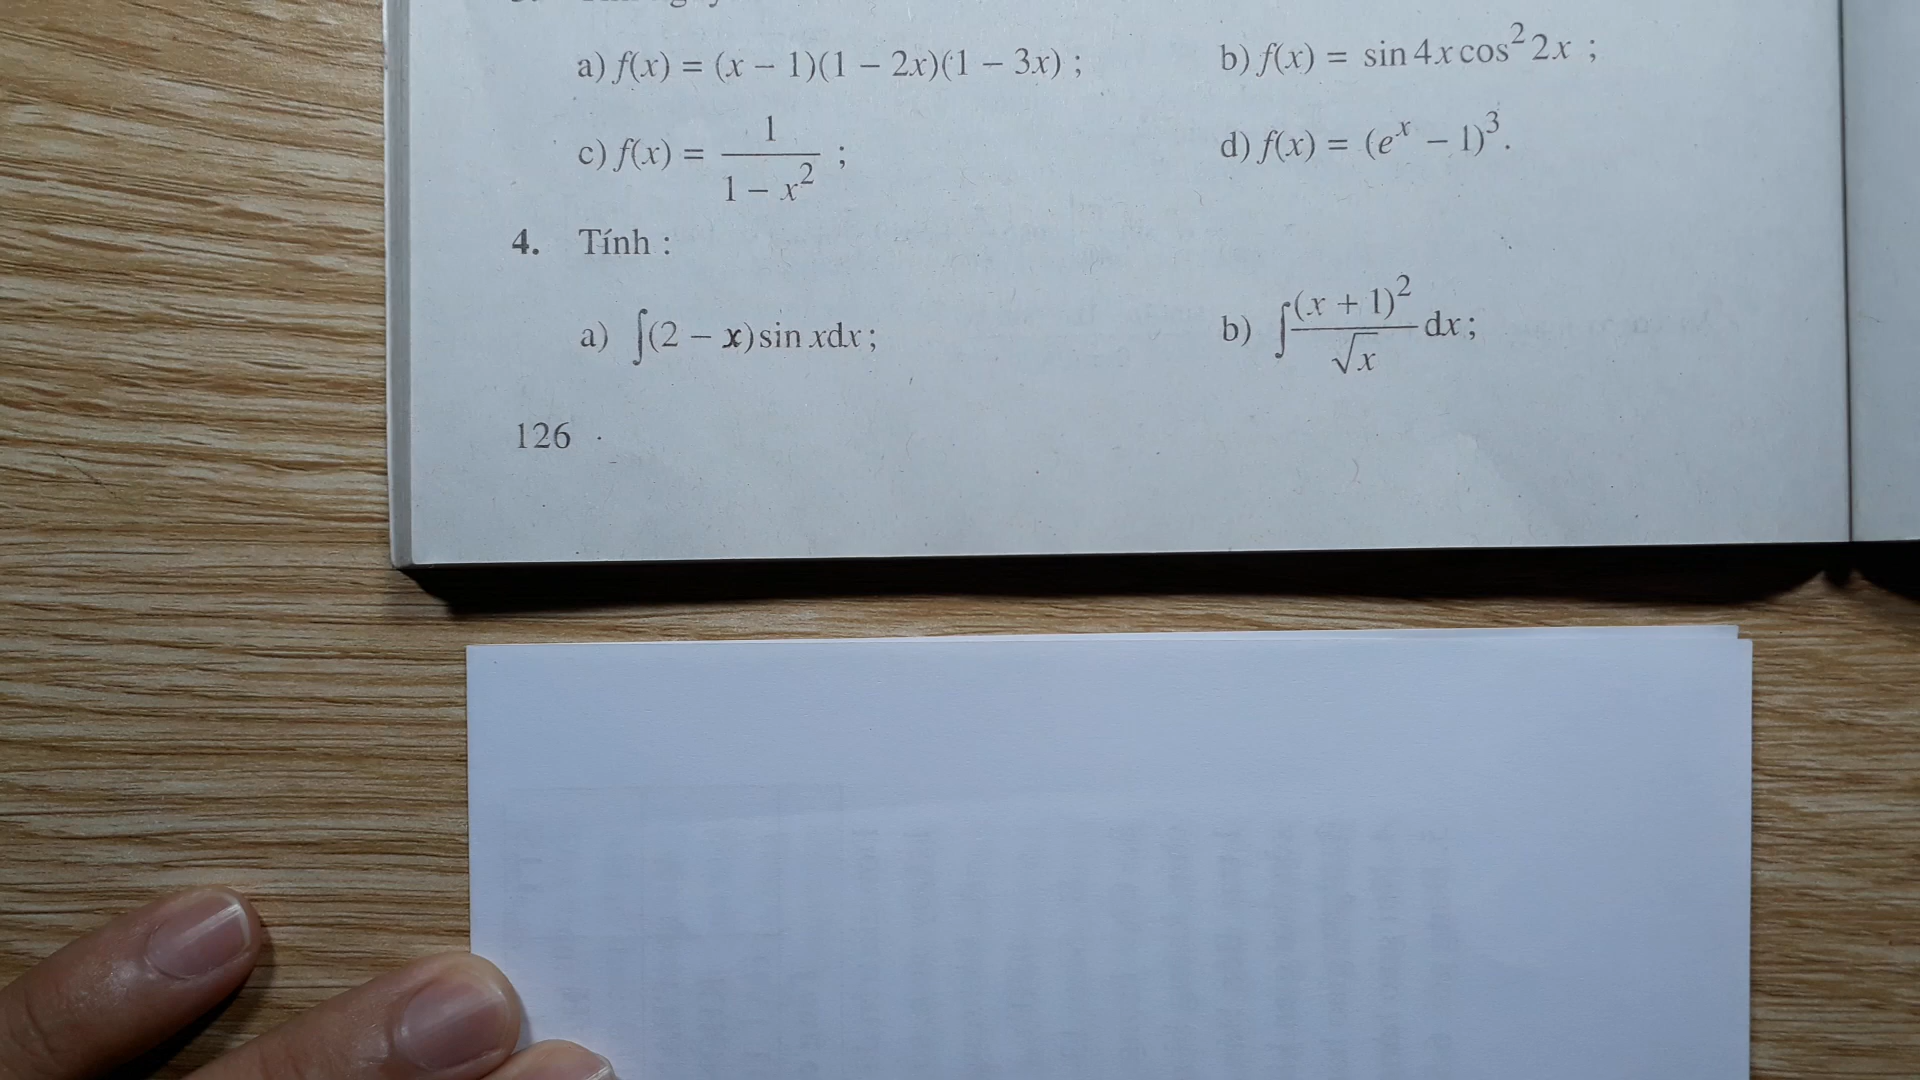 a) f(x) = (x − 1)(1 − 2x)(1 − 3x) ; b) f(x) = sin 4x cos² 2x ;
c) f(x) = 1/(1 − x²) ; d) f(x) = (eˣ − 1)³.
4. Tính :
a) ∫(2 − x) sin xdx ; b) ∫(x + 1)²/√x dx ;
126